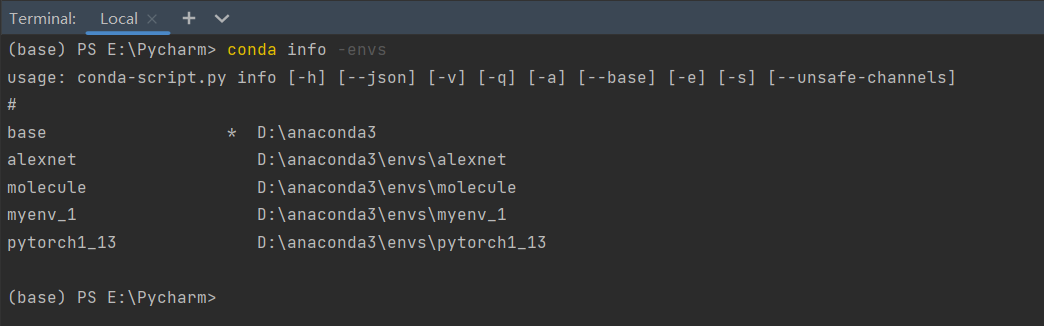 Terminal: Local × + ∨
(base) PS E:\Pycharm> conda info -envs
usage: conda-script.py info [-h] [--json] [-v] [-q] [-a] [--base] [-e] [-s] [--unsafe-channels]
#
base                  *  D:\anaconda3
alexnet                  D:\anaconda3\envs\alexnet
molecule                 D:\anaconda3\envs\molecule
myenv_1                  D:\anaconda3\envs\myenv_1
pytorch1_13              D:\anaconda3\envs\pytorch1_13
(base) PS E:\Pycharm>